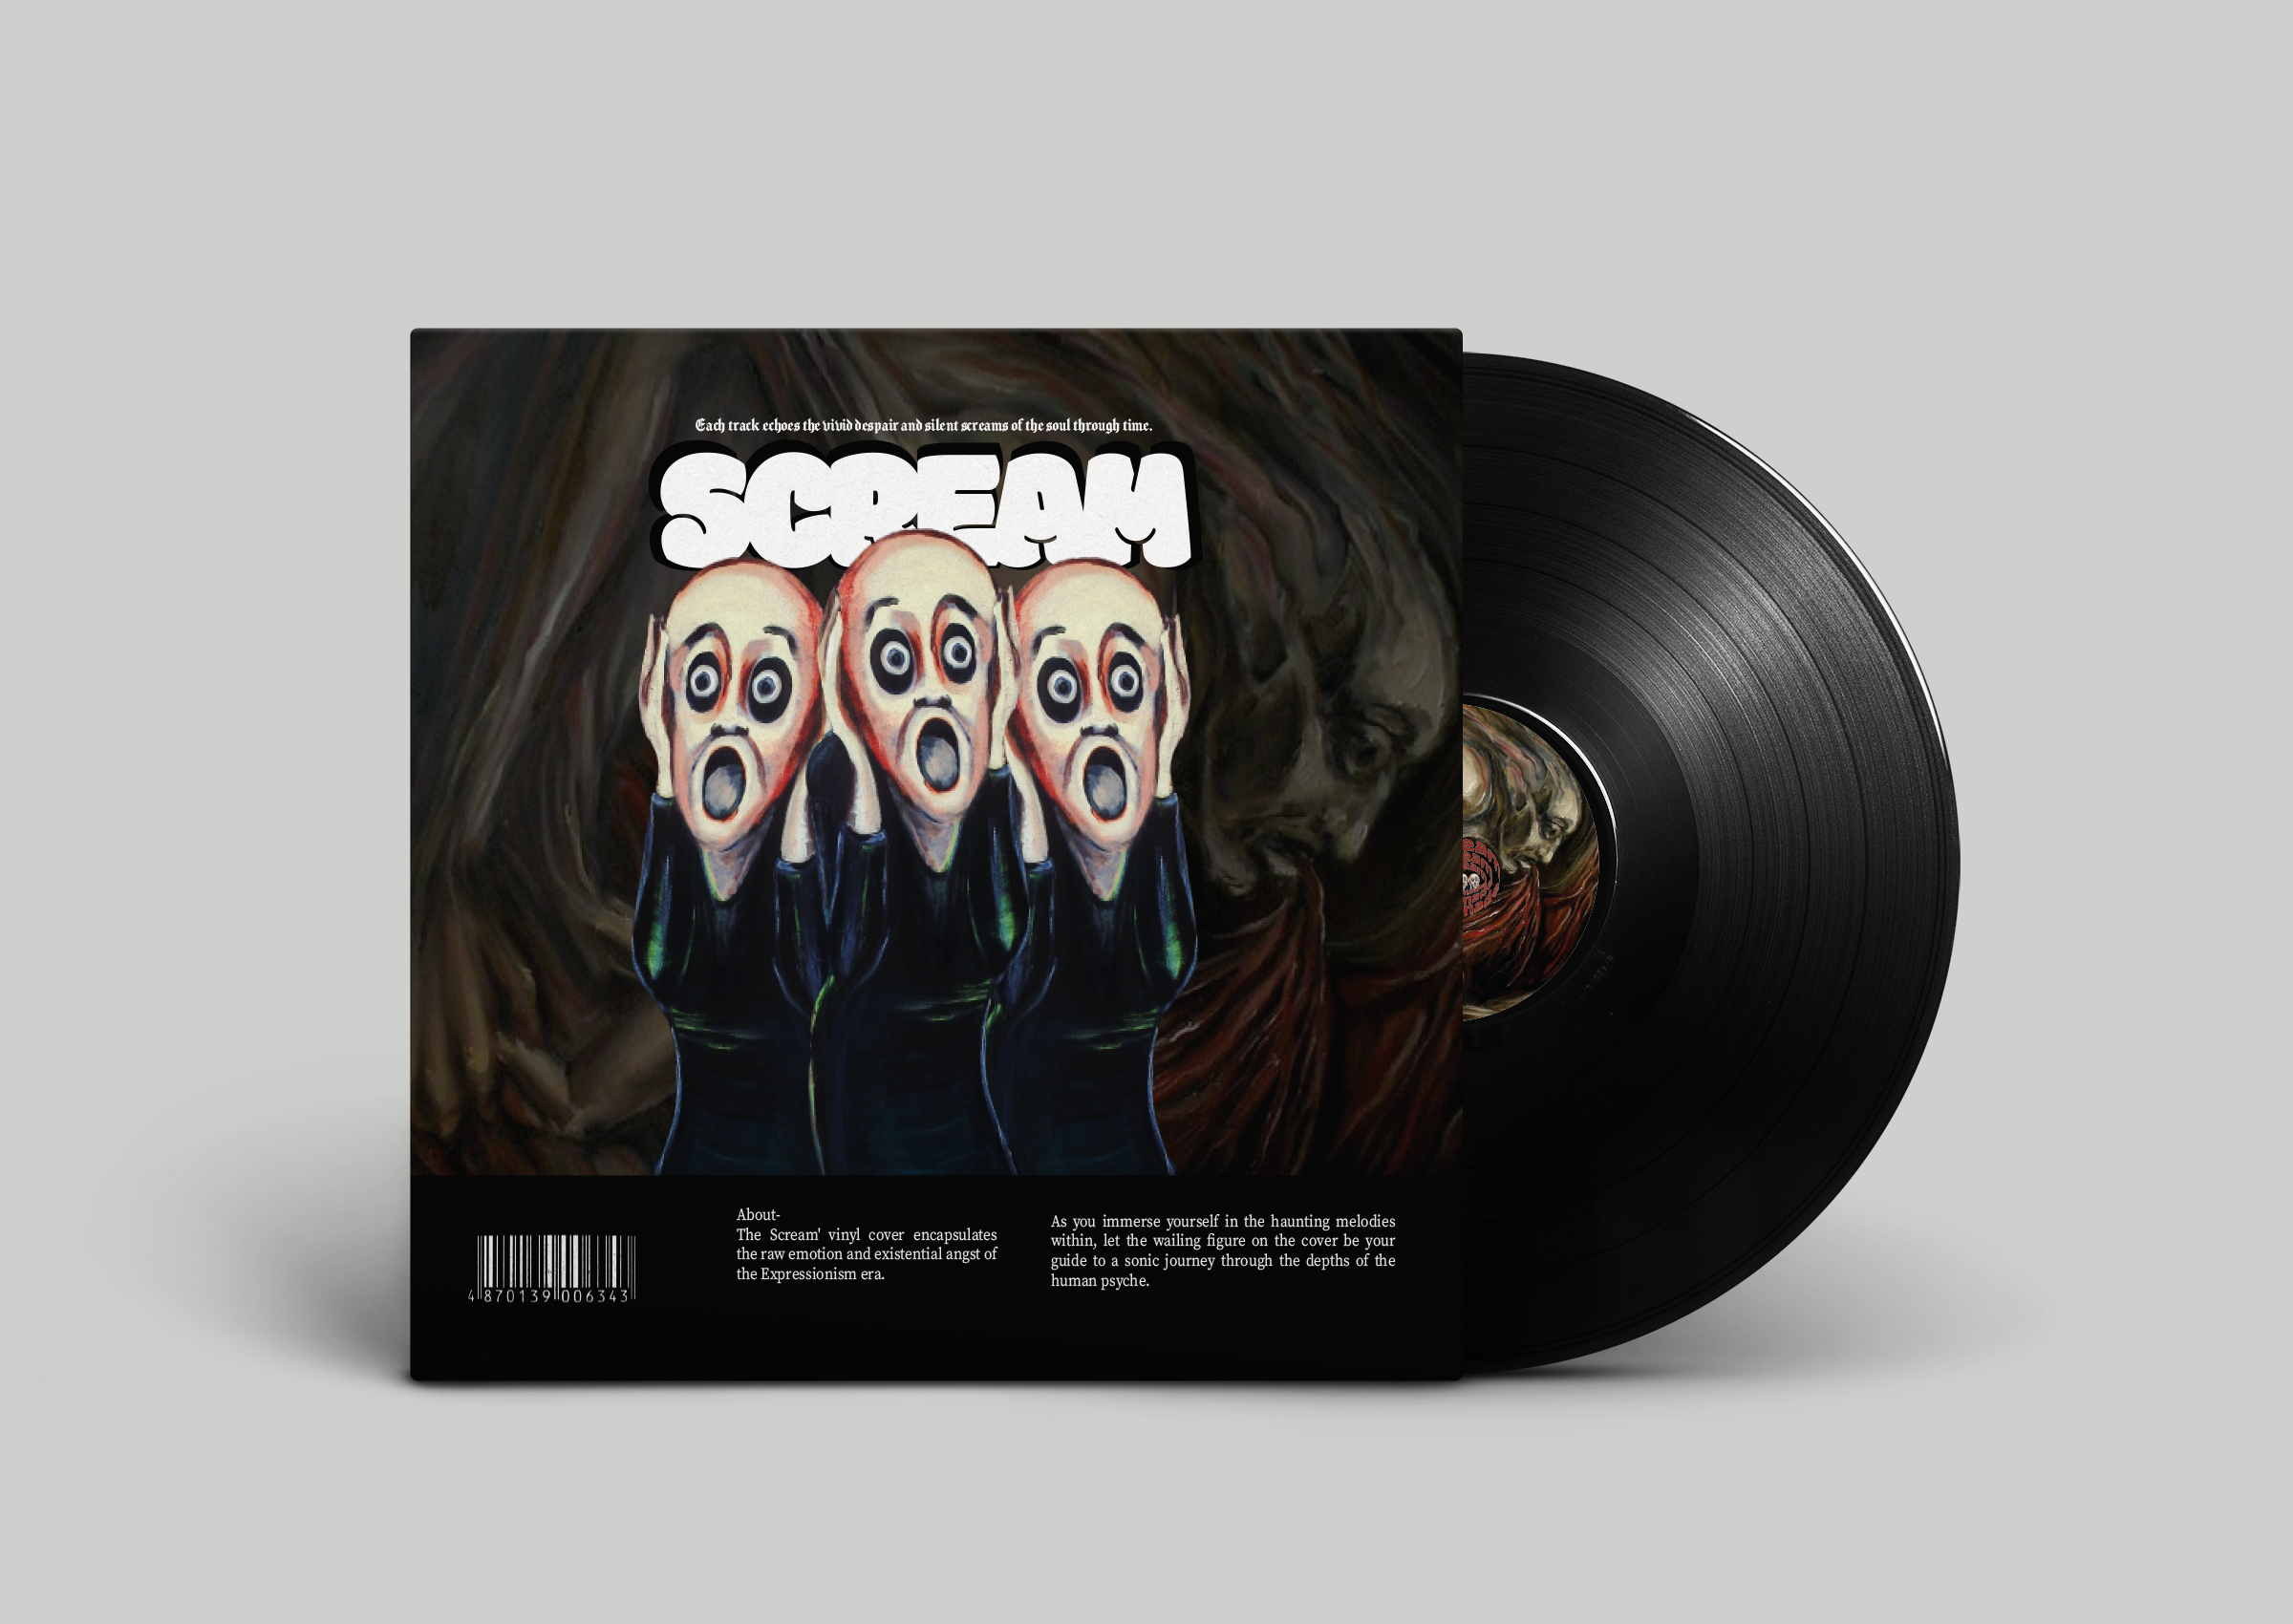 Each track echoes the vivid despair and silent screams of the soul through time.
SCREAM
About-
The Scream' vinyl cover encapsulates
the raw emotion and existential angst of
the Expressionism era.
As you immerse yourself in the haunting melodies
within, let the wailing figure on the cover be your
guide to a sonic journey through the depths of the
human psyche.
4 870139 006343